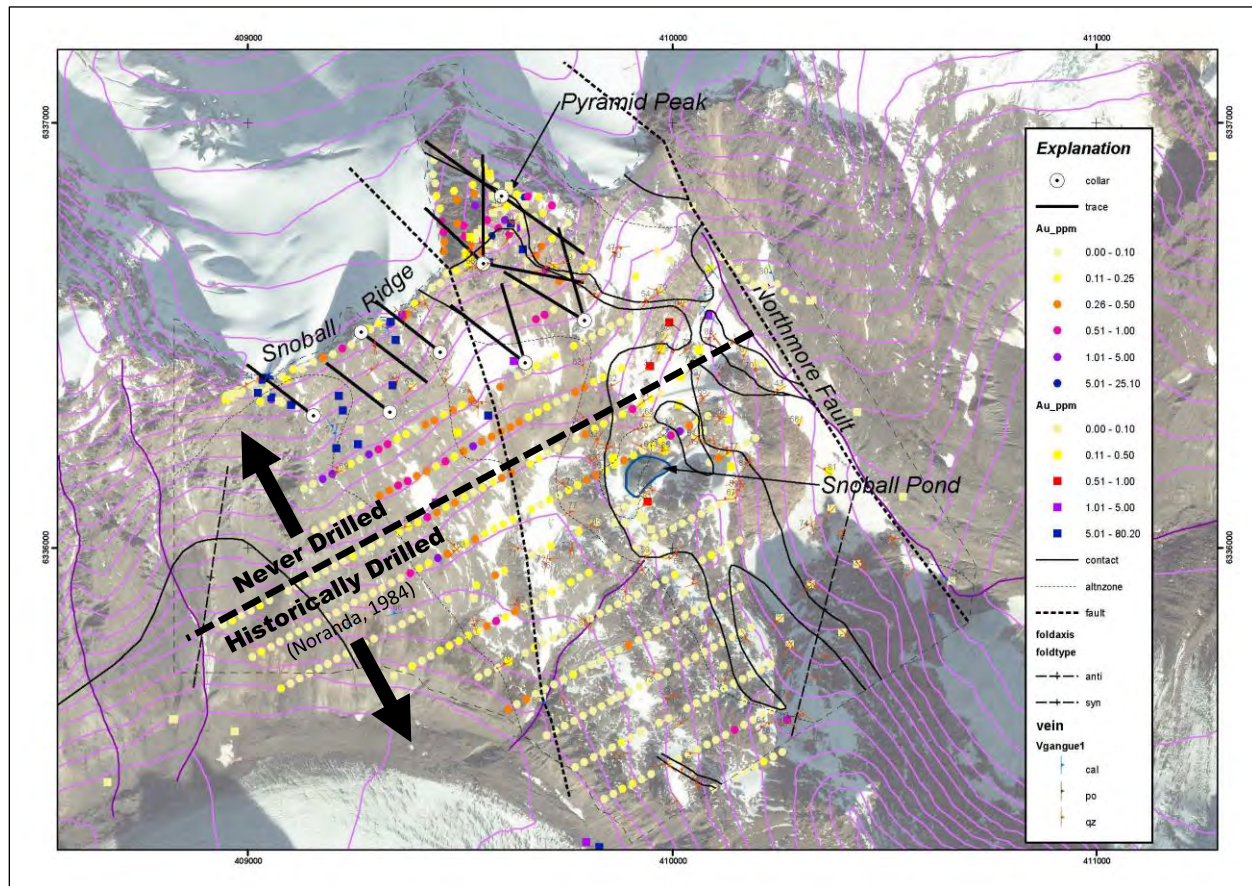 409000
410000
411000
6337000
6337000
Pyramid Peak
Snoball Ridge
Northmore Fault
Snoball Pond
Never Drilled
Historically Drilled
(Noranda, 1984)
6336000
6336000
Explanation
collar
trace
Au_ppm
0.00 - 0.10
0.11 - 0.25
0.26 - 0.50
0.51 - 1.00
1.01 - 5.00
5.01 - 25.10
Au_ppm
0.00 - 0.10
0.11 - 0.50
0.51 - 1.00
1.01 - 5.00
5.01 - 80.20
contact
altnzone
fault
foldaxis
foldtype
anti
syn
vein
Vgangue1
cal
po
qz
409000
410000
411000